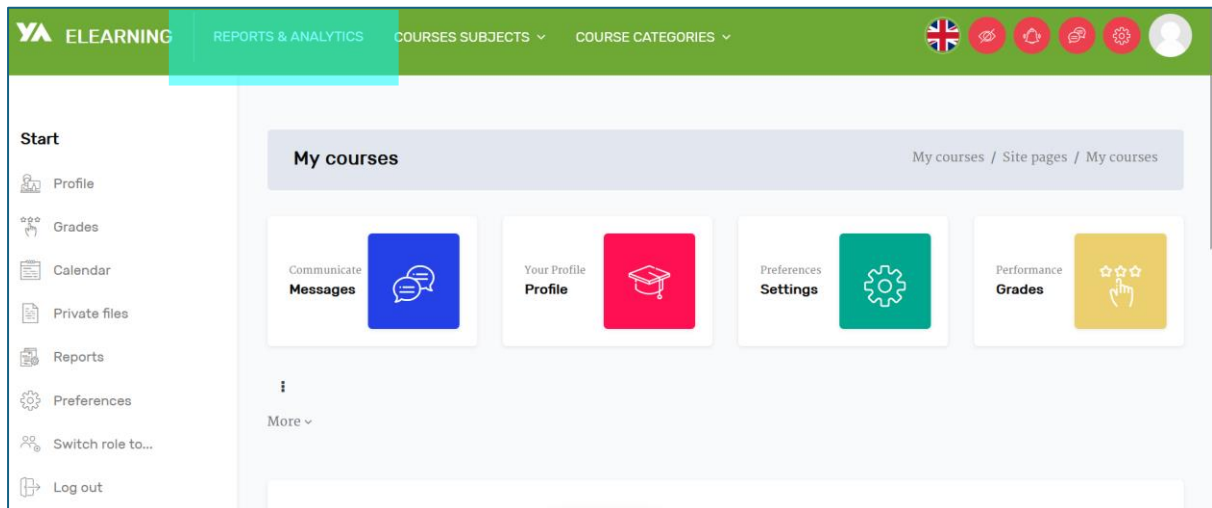 YA ELEARNING
REPORTS & ANALYTICS
COURSES SUBJECTS
COURSE CATEGORIES
Start
Profile
Grades
Calendar
Private files
Reports
Preferences
Switch role to...
Log out
My courses
My courses / Site pages / My courses
Communicate
Messages
Your Profile
Profile
Preferences
Settings
Performance
Grades
More